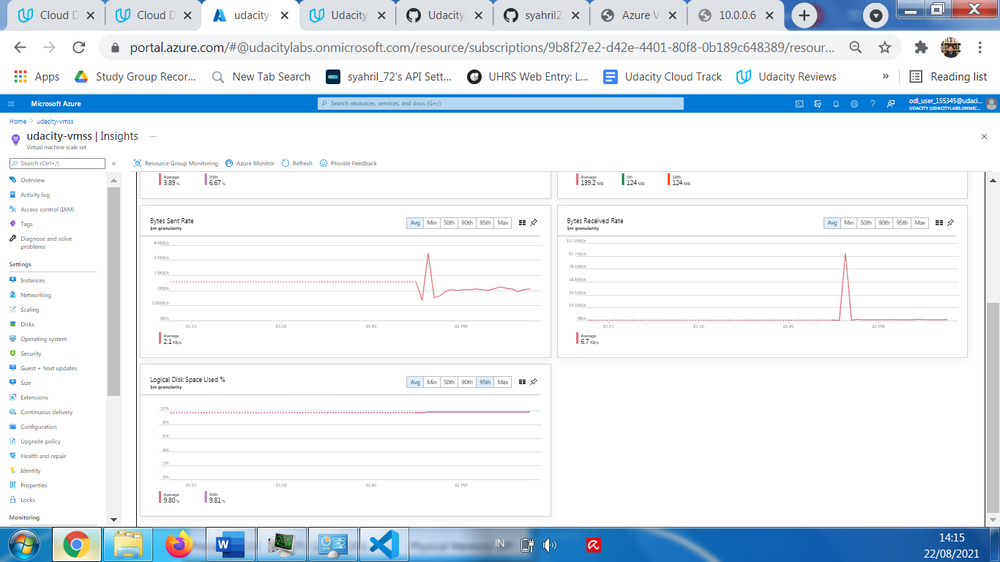 Cloud D
Cloud D
udacity-
Udacity
Udacity/
syahril2
Azure V
10.0.0.6
portal.azure.com/#@udacitylabs.onmicrosoft.com/resource/subscriptions/9b8f27e2-d42e-4401-80f8-0b189c648389/resour...
Apps
Study Group Recor...
New Tab Search
syahril_72's API Sett...
UHRS Web Entry: L...
Udacity Cloud Track
Udacity Reviews
»
Reading list
Microsoft Azure
Search resources, services, and docs (G+/)
odl_user_155345@udaci...
UDACITY (UDACITYLABS.ONMIC...
Home > udacity-vmss
udacity-vmss | Insights ...
Virtual machine scale set
Search (Ctrl+/)
«
Resource Group Monitoring
Azure Monitor
Refresh
Provide Feedback
Overview
Activity log
Access control (IAM)
Tags
Diagnose and solve
problems
Settings
Instances
Networking
Scaling
Disks
Operating system
Security
Guest + host updates
Size
Extensions
Continuous delivery
Configuration
Upgrade policy
Health and repair
Identity
Properties
Locks
Monitoring
Average
3.89 %
95th
6.67 %
Average
139.2 MB
5th
124 MB
10th
124 MB
Bytes Sent Rate
1m granularity
Avg Min 50th 90th 95th Max
4.9KB/s
3.9KB/s
2.9KB/s
2KB/s
1,000B/s
0B/s
01:15 01:30 01:45 02 PM
Average
2.1 KB/s
Bytes Received Rate
1m granularity
Avg Min 50th 90th 95th Max
117.2KB/s
97.7KB/s
78.1KB/s
58.6KB/s
39.1KB/s
19.5KB/s
0B/s
01:15 01:30 01:45 02 PM
Average
6.7 KB/s
Logical Disk Space Used %
1m granularity
Avg Min 50th 90th 95th Max
10%
8%
6%
4%
2%
0%
01:15 01:30 01:45 02 PM
Average
9.80 %
95th
9.81 %
Physical Memory
IN
14:15
22/08/2021